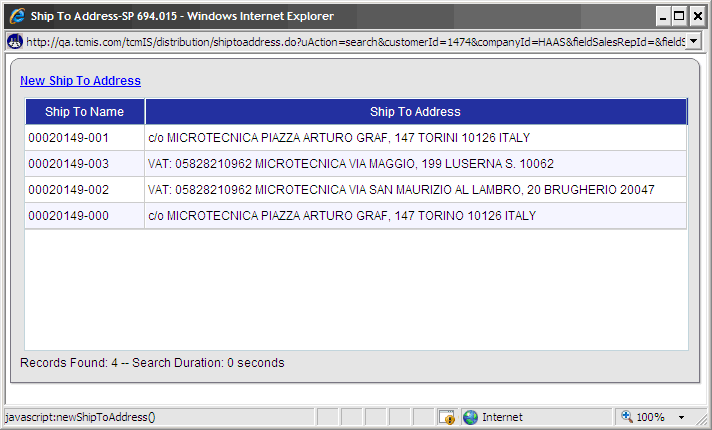 Ship To Address-SP 694.015 - Windows Internet Explorer
http://qa.tcmis.com/tcmIS/distribution/shiptoaddress.do?uAction=search&customerId=1474&companyId=HAAS&fieldSalesRepId=&fieldS
New Ship To Address
Ship To Name Ship To Address
00020149-001 c/o MICROTECNICA PIAZZA ARTURO GRAF, 147 TORINI 10126 ITALY
00020149-003 VAT: 05828210962 MICROTECNICA VIA MAGGIO, 199 LUSERNA S. 10062
00020149-002 VAT: 05828210962 MICROTECNICA VIA SAN MAURIZIO AL LAMBRO, 20 BRUGHERIO 20047
00020149-000 c/o MICROTECNICA PIAZZA ARTURO GRAF, 147 TORINO 10126 ITALY
Records Found: 4 -- Search Duration: 0 seconds
javascript:newShipToAddress() Internet 100%